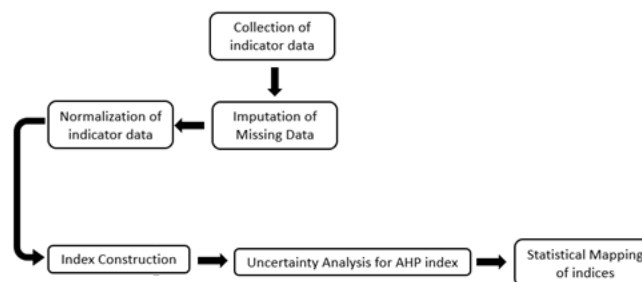 Collection of
indicator data
Imputation of
Missing Data
Normalization of
indicator data
Index Construction
Uncertainty Analysis for AHP index
Statistical Mapping
of indices